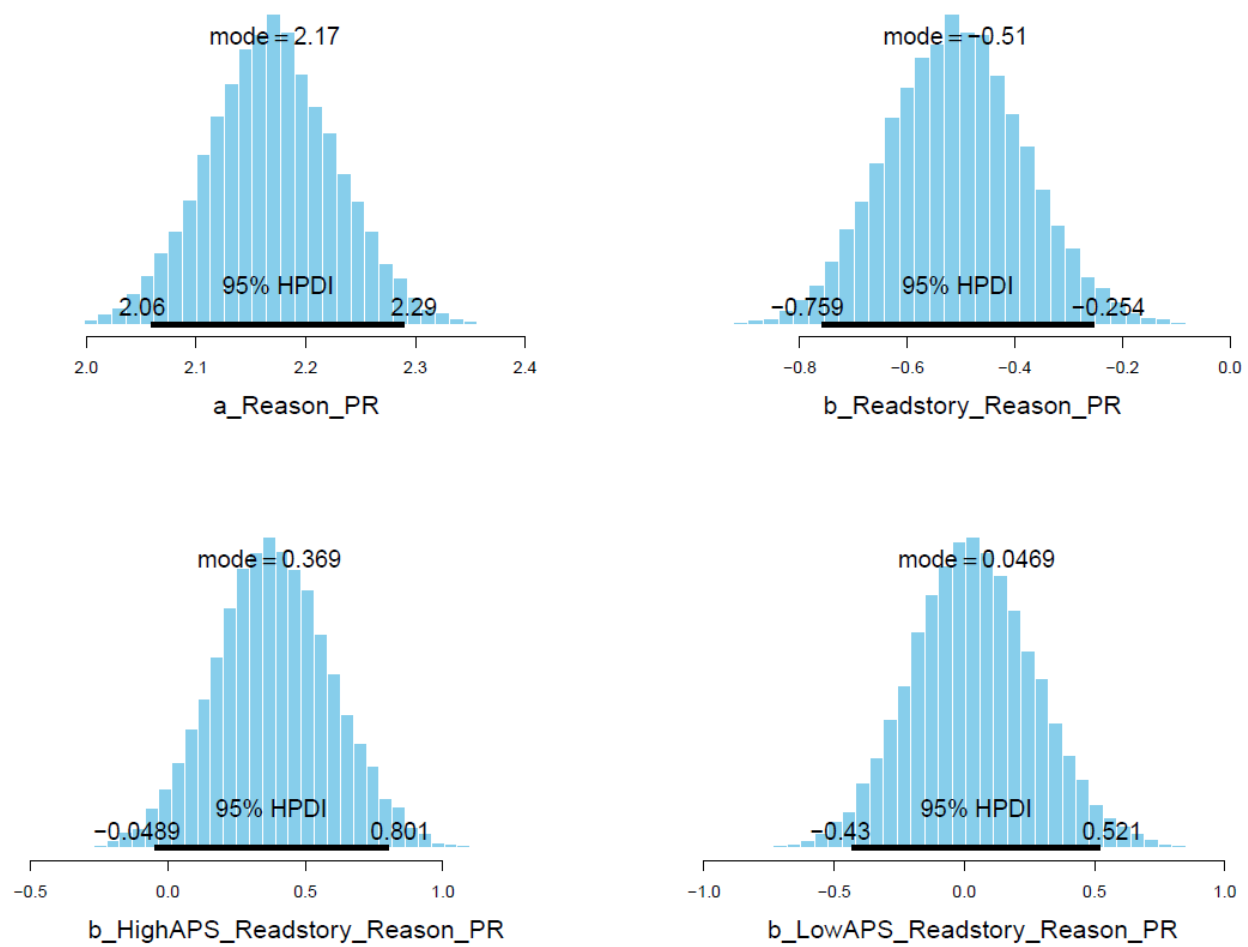 mode = 2.17
95% HPDI
2.06 2.29
2.0 2.1 2.2 2.3 2.4
a_Reason_PR
mode = −0.51
95% HPDI
−0.759 −0.254
−0.8 −0.6 −0.4 −0.2 0.0
b_Readstory_Reason_PR
mode = 0.369
95% HPDI
−0.0489 0.801
−0.5 0.0 0.5 1.0
b_HighAPS_Readstory_Reason_PR
mode = 0.0469
95% HPDI
−0.43 0.521
−1.0 −0.5 0.0 0.5 1.0
b_LowAPS_Readstory_Reason_PR